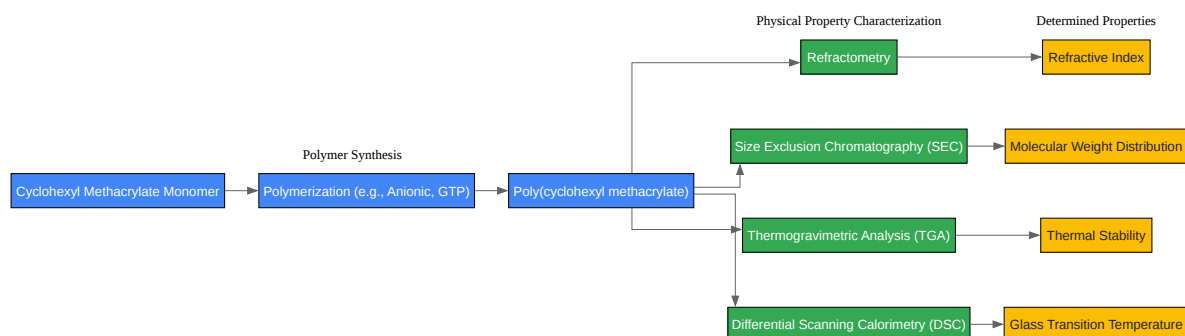 Physical Property Characterization
Determined Properties
Refractometry
Refractive Index
Size Exclusion Chromatography (SEC)
Molecular Weight Distribution
Polymer Synthesis
Cyclohexyl Methacrylate Monomer
Polymerization (e.g., Anionic, GTP)
Poly(cyclohexyl methacrylate)
Thermogravimetric Analysis (TGA)
Thermal Stability
Differential Scanning Calorimetry (DSC)
Glass Transition Temperature